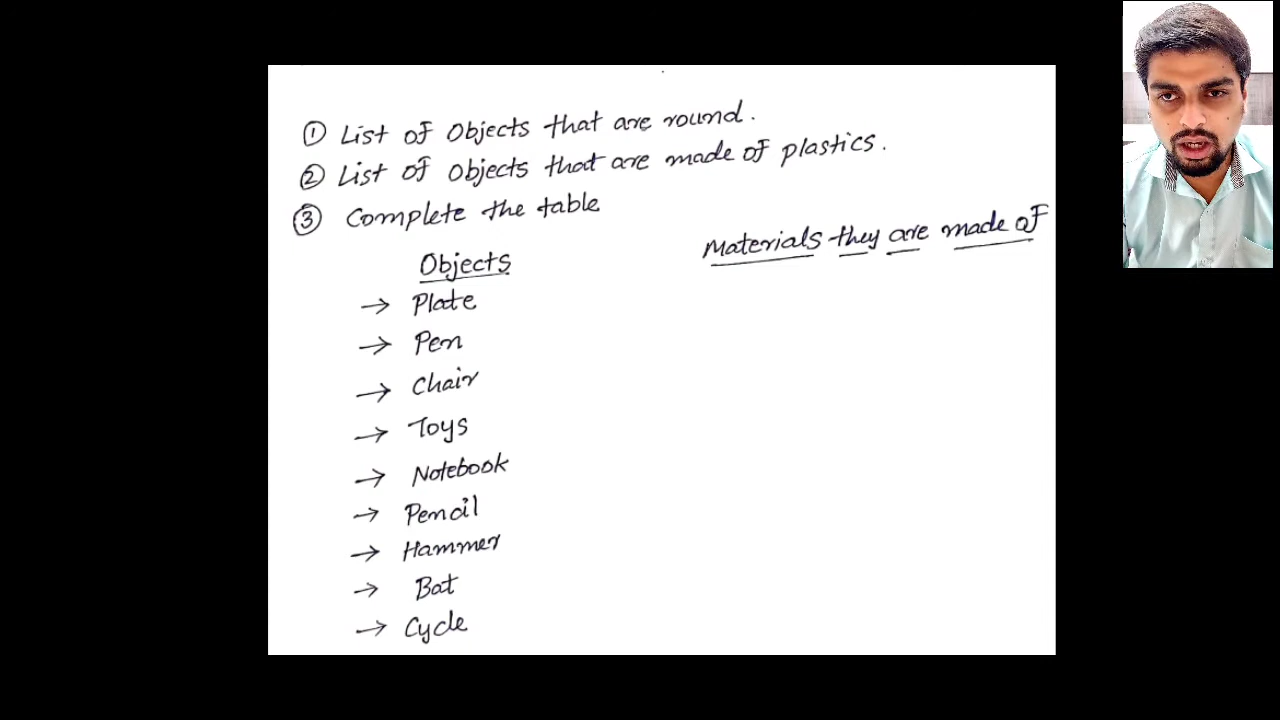 ① List of Objects that are round.
② List of Objects that are made of plastics.
③ Complete the table
Objects Materials they are made of
→ Plate
→ Pen
→ Chair
→ Toys
→ Notebook
→ Pencil
→ Hammer
→ Bat
→ Cycle